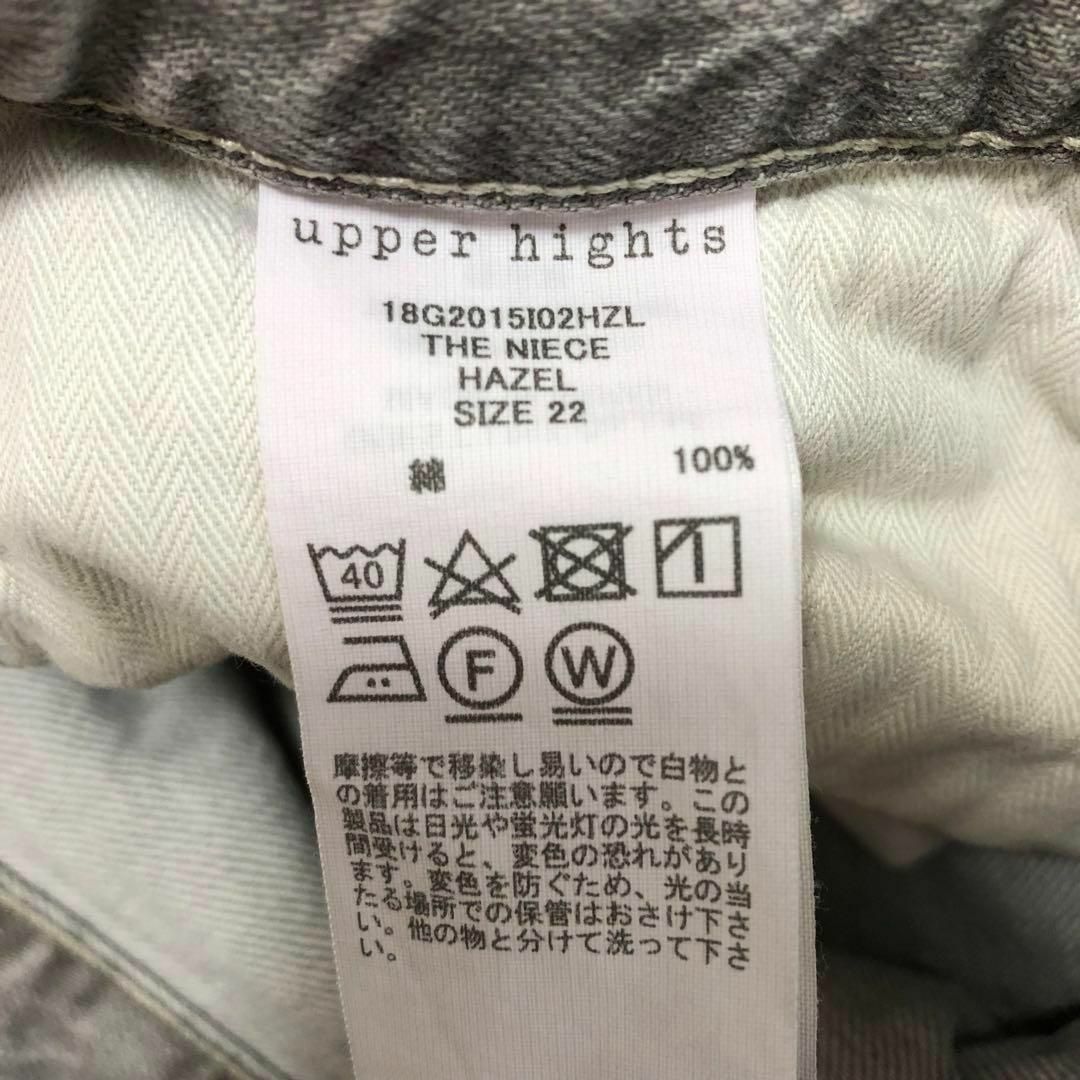 upper hights
18G2015I02HZL
THE NIECE
HAZEL
SIZE 22
綿 100%
40
F W
摩擦等で移染し易いので白物と
の着用はご注意願います。この
製品は日光や蛍光灯の光を長時
間受けると、変色の恐れがあり
ます。変色を防ぐため、光の当
たる場所での保管はおさけ下さ
い。他の物と分けて洗って下さ
い。